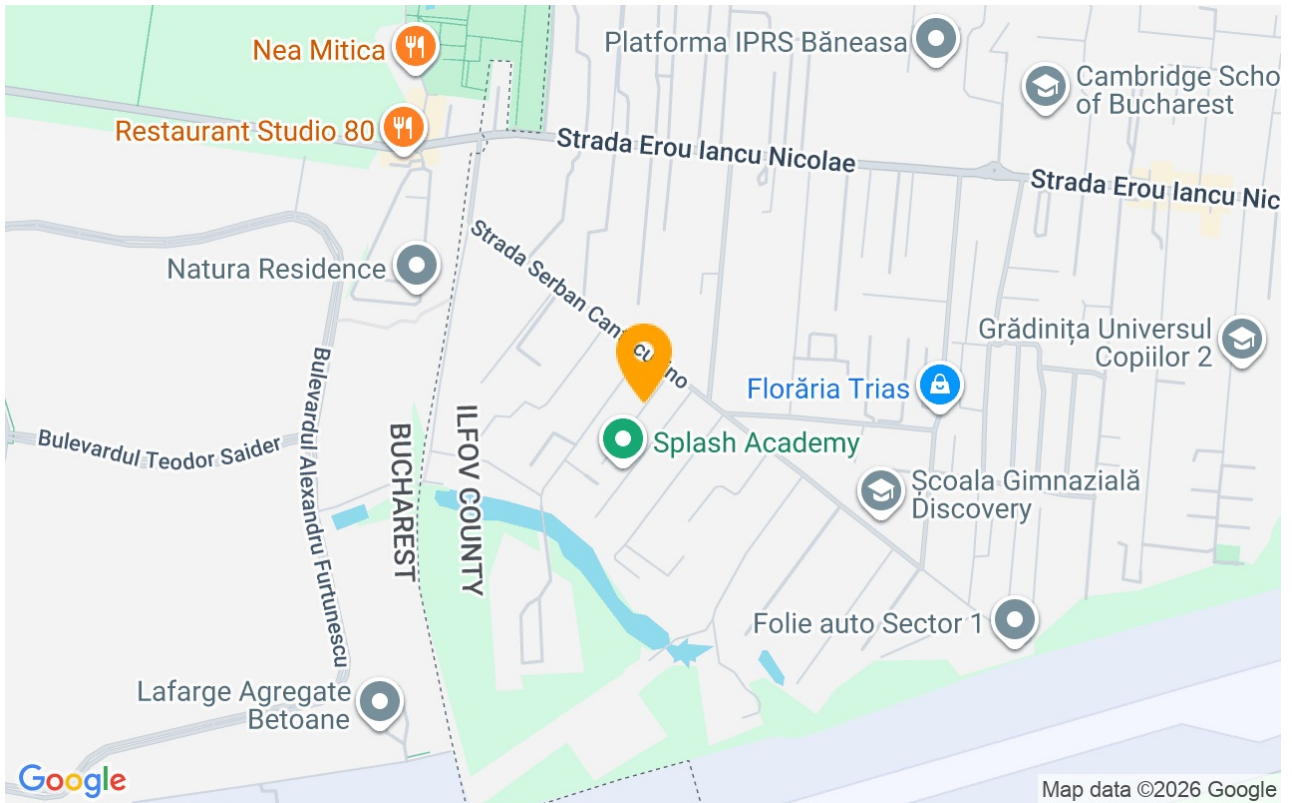 Nea Mitica
Platforma IPRS Băneasa
Cambridge Scho
of Bucharest
Restaurant Studio 80
Strada Erou Iancu Nicolae
Strada Erou Iancu Nic
Strada Serban
Natura Residence
Grădinița Universul
Copiilor 2
Florăria Trias
Bulevardul Alexandru Furtunescu
Bulevardul Teodor Saider
BUCHAREST
ILFOV COUNTY
Splash Academy
Școala Gimnazială
Discovery
Folie auto Sector 1
Lafarge Agregate
Betoane
Google
Map data ©2026 Google